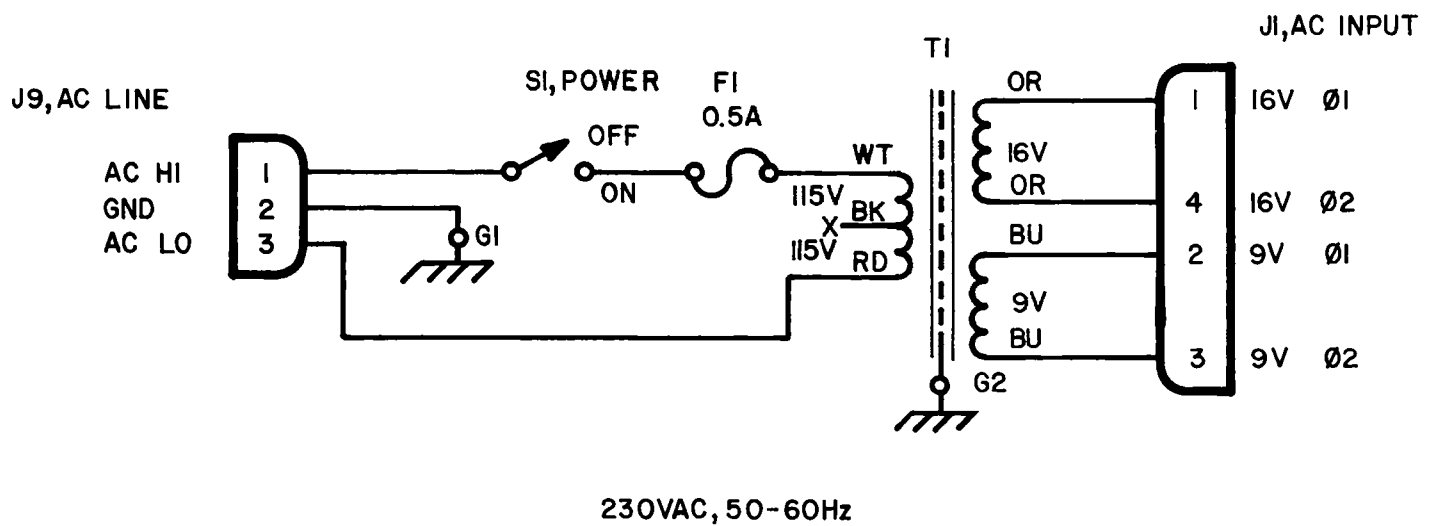 J1,AC INPUT
T1
S1,POWER
F1
0.5A
J9,AC LINE
OFF
ON
AC HI 1
GND 2
AC LO 3
G1
WT
115V
BK
X
115V
RD
OR
16V
OR
BU
9V
BU
G2
1 16V Ø1
4 16V Ø2
2 9V Ø1
3 9V Ø2
230VAC, 50-60Hz